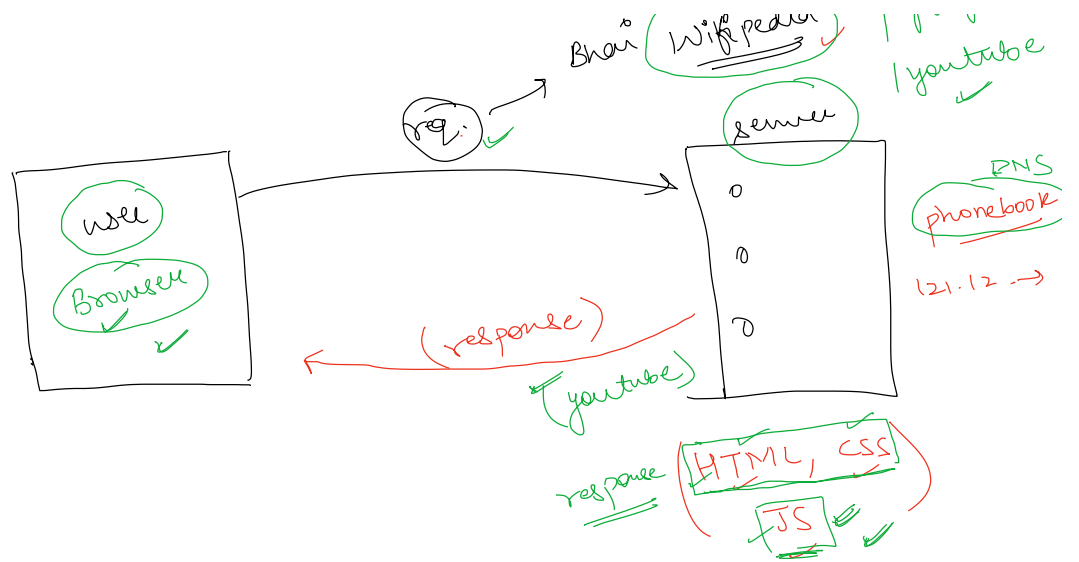 Bhai (Wikipedia
/youtube
req.
server
DNS
user
phonebook
Browser
121.12 →
(response)
(youtube)
response (HTML, CSS
JS)